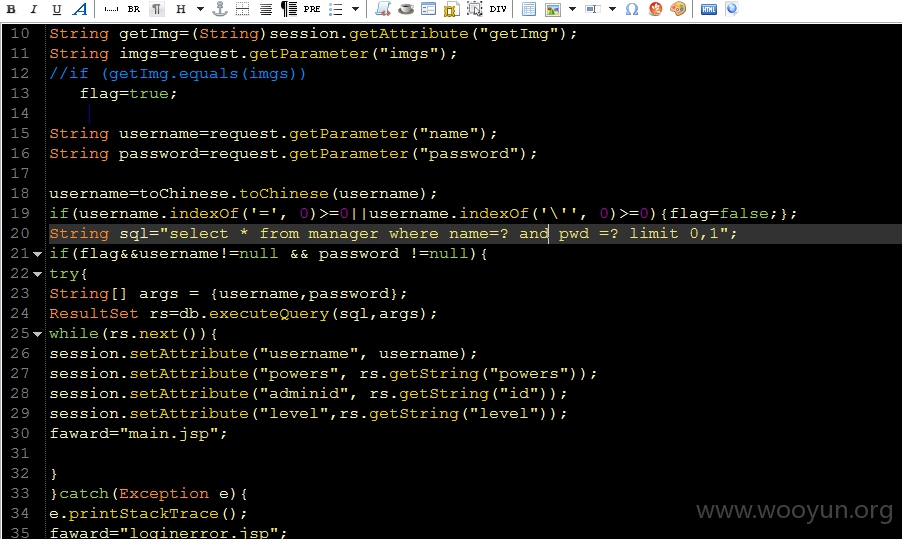 B I U A BR ¶ H PRE DIV Ω HTML
10 String getImg=(String)session.getAttribute("getImg");
11 String imgs=request.getParameter("imgs");
12 //if (getImg.equals(imgs))
13 flag=true;
14
15 String username=request.getParameter("name");
16 String password=request.getParameter("password");
17
18 username=toChinese.toChinese(username);
19 if(username.indexOf('=', 0)>=0||username.indexOf('\'', 0)>=0){flag=false;};
20 String sql="select * from manager where name=? and pwd =? limit 0,1";
21 if(flag&&username!=null && password !=null){
22 try{
23 String[] args = {username,password};
24 ResultSet rs=db.executeQuery(sql,args);
25 while(rs.next()){
26 session.setAttribute("username", username);
27 session.setAttribute("powers", rs.getString("powers"));
28 session.setAttribute("adminid", rs.getString("id"));
29 session.setAttribute("level",rs.getString("level"));
30 faward="main.jsp";
31
32 }
33 }catch(Exception e){
34 e.printStackTrace();
35 faward="loginerror.jsp";
www.wooyun.org